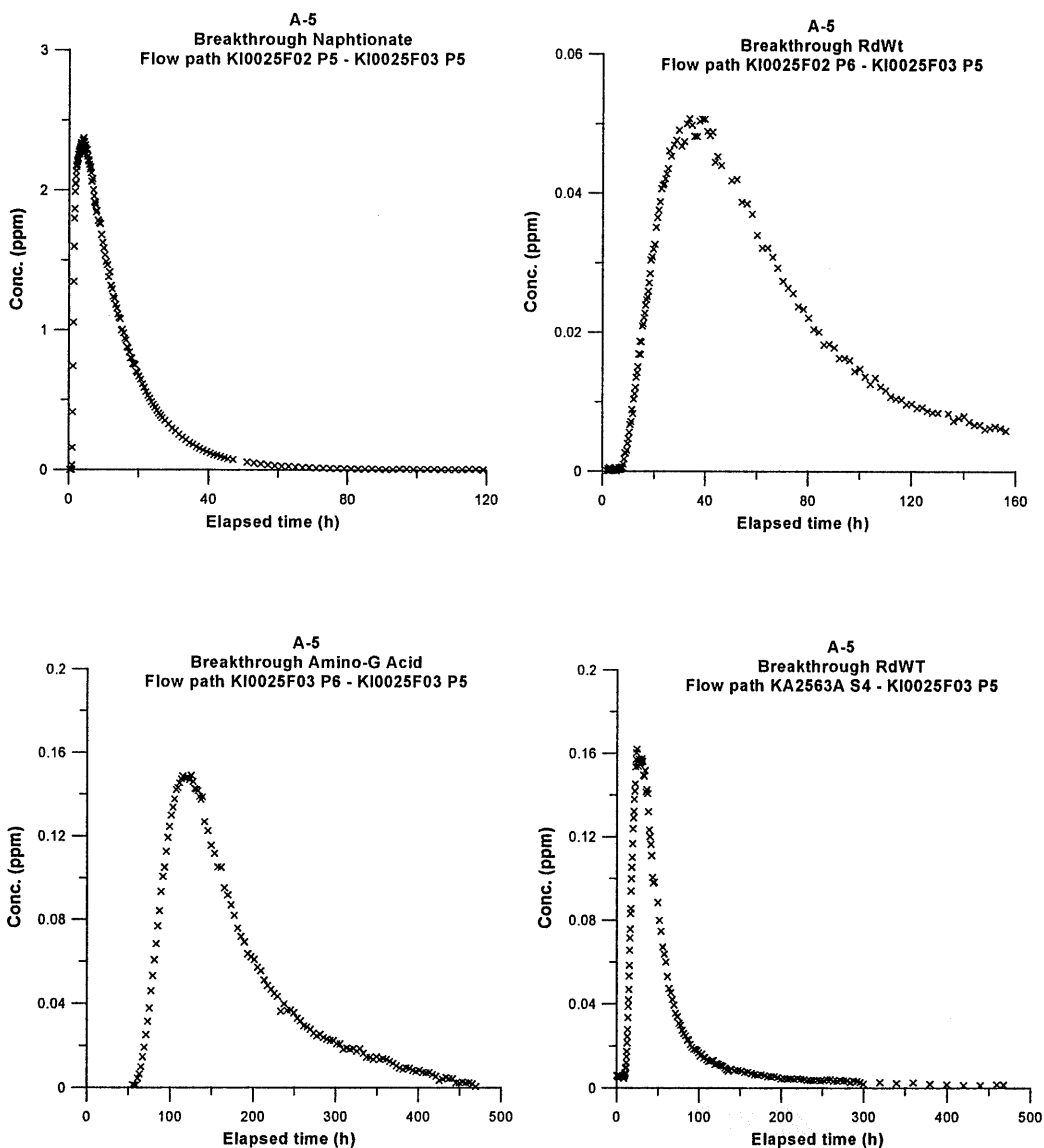 A-5
Breakthrough Naphtionate
Flow path KI0025F02 P5 - KI0025F03 P5
3
2
1
0
Conc. (ppm)
0
40
80
120
Elapsed time (h)
A-5
Breakthrough RdWt
Flow path KI0025F02 P6 - KI0025F03 P5
0.06
0.04
0.02
0
Conc. (ppm)
0
40
80
120
160
Elapsed time (h)
A-5
Breakthrough Amino-G Acid
Flow path KI0025F03 P6 - KI0025F03 P5
0.2
0.16
0.12
0.08
0.04
0
Conc. (ppm)
0
100
200
300
400
500
Elapsed time (h)
A-5
Breakthrough RdWT
Flow path KA2563A S4 - KI0025F03 P5
0.2
0.16
0.12
0.08
0.04
0
Conc. (ppm)
0
100
200
300
400
500
Elapsed time (h)